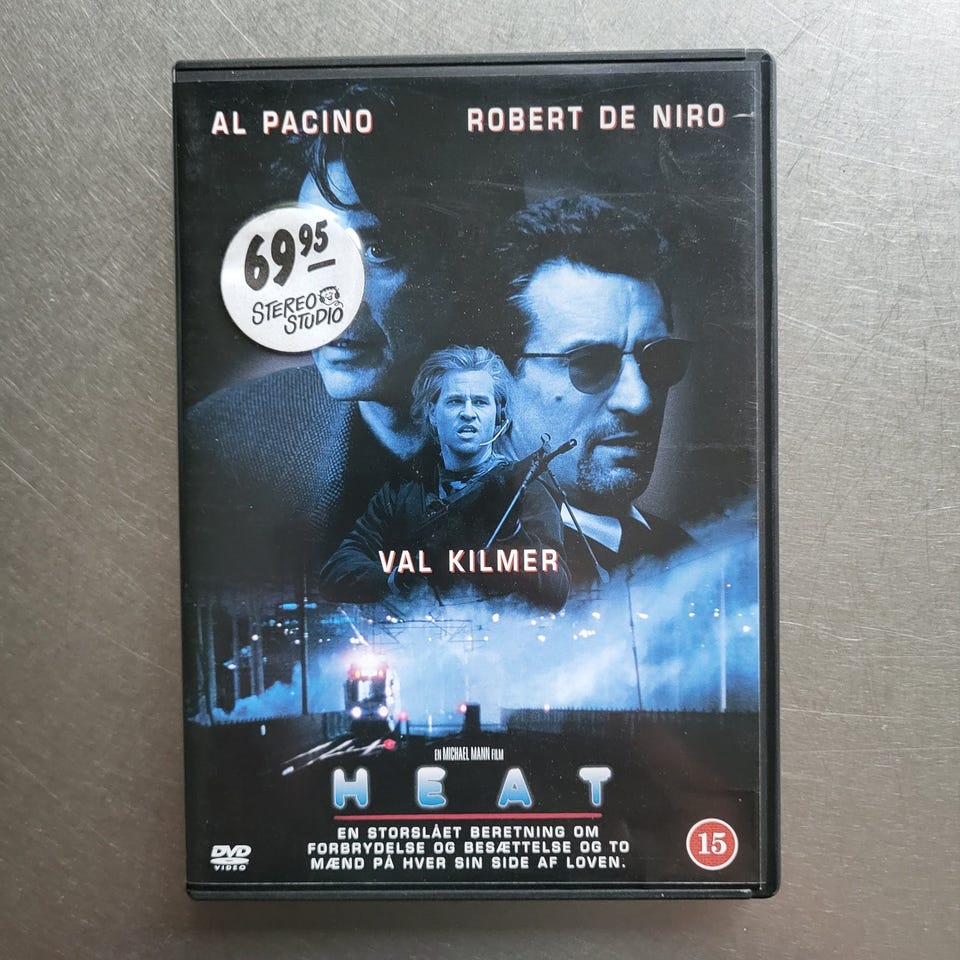 AL PACINO
ROBERT DE NIRO
69 95
STEREO
STUDIO
VAL KILMER
EN MICHAEL MANN FILM
HEAT
EN STORSLÅET BERETNING OM
FORBRYDELSE OG BESÆTTELSE OG TO
MÆND PÅ HVER SIN SIDE AF LOVEN.
DVD
VIDEO
15